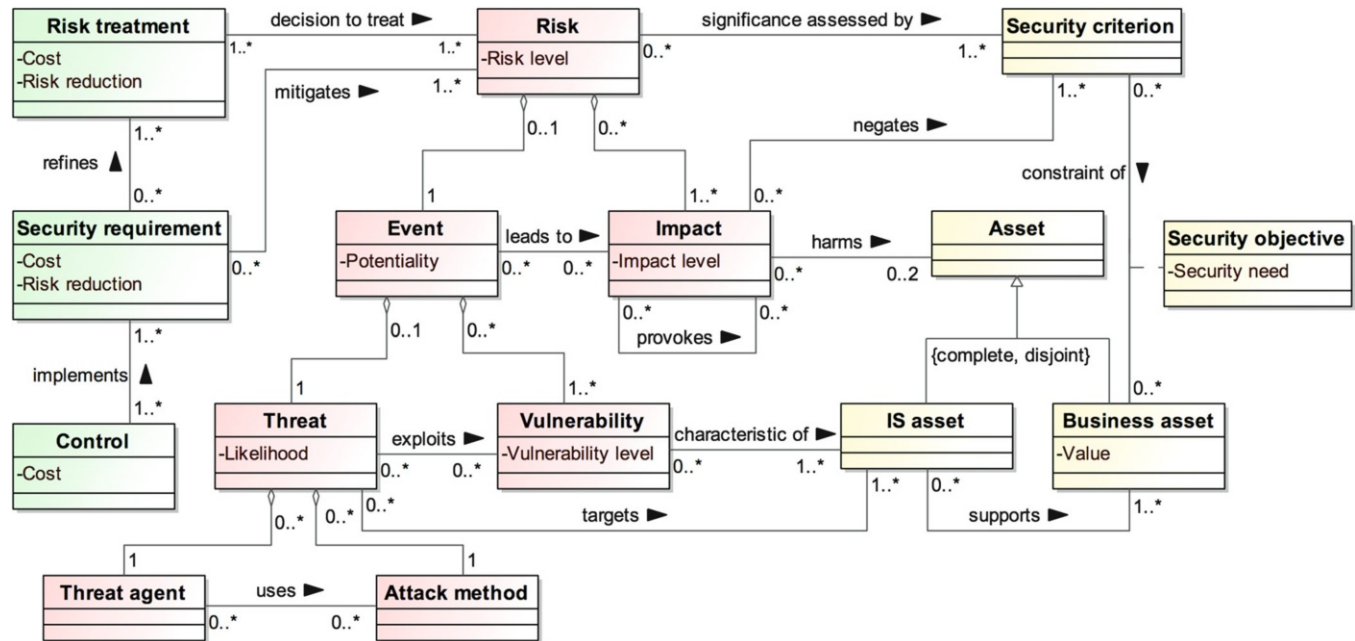 Risk treatment
-Cost
-Risk reduction
decision to treat ►
1..*
1..*
Risk
-Risk level
significance assessed by ►
0..*
1..*
Security criterion
mitigates ►
1..*
0..1
0..*
negates ►
1..*
0..*
1..*
refines ▲
0..*
1
1..*
0..*
constraint of ▼
Security requirement
-Cost
-Risk reduction
0..*
Event
-Potentiality
leads to ►
0..*
0..*
Impact
-Impact level
harms ►
0..*
0..2
Asset
Security objective
-Security need
0..1
0..*
0..*
0..*
provokes ►
1..*
implements ▲
1..*
{complete, disjoint}
1
1..*
0..*
Control
-Cost
Threat
-Likelihood
exploits ►
0..*
0..*
Vulnerability
-Vulnerability level
characteristic of ►
0..*
1..*
IS asset
Business asset
-Value
0..*
0..*
0..*
targets ►
1..*
0..*
supports ►
1..*
1
1
Threat agent
uses ►
0..*
0..*
Attack method